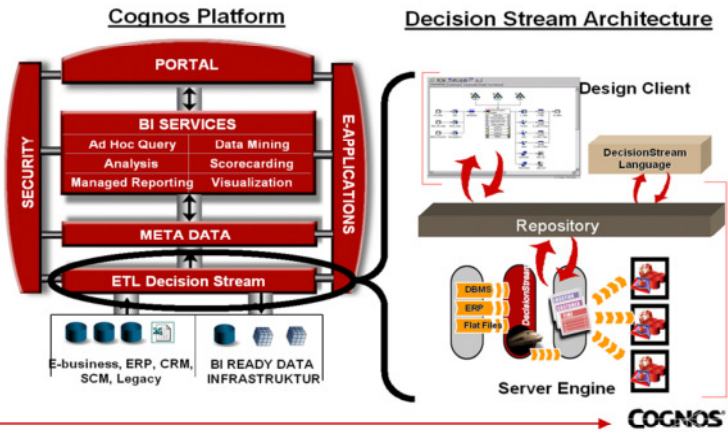 Cognos Platform
Decision Stream Architecture
PORTAL
BI SERVICES
Ad Hoc Query
Data Mining
Analysis
Scorecarding
Managed Reporting
Visualization
META DATA
ETL Decision Stream
SECURITY
E-APPLICATIONS
E-business, ERP, CRM,
SCM, Legacy
BI READY DATA
INFRASTRUKTUR
Design Client
DecisionStream
Language
Repository
DBMS
ERP
Flat Files
DecisionStream
Server Engine
COGNOS